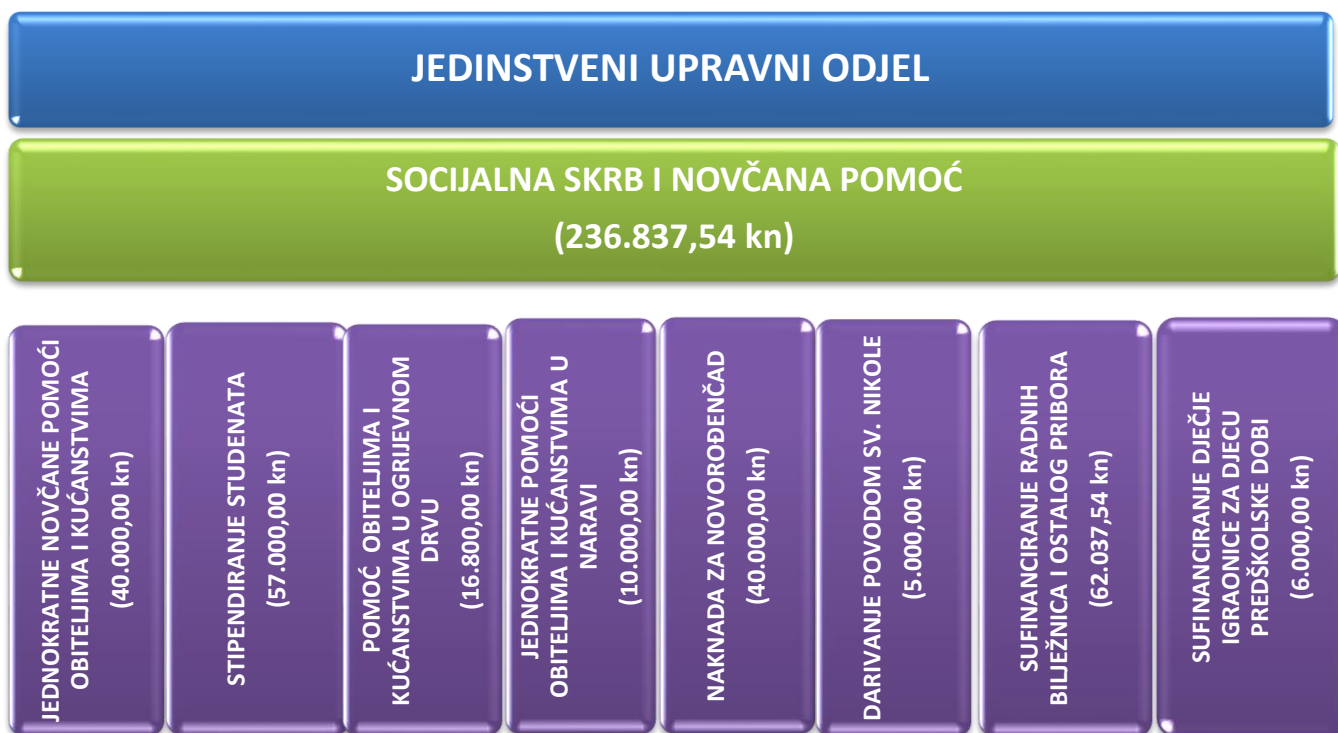 JEDINSTVENI UPRAVNI ODJEL
SOCIJALNA SKRB I NOVČANA POMOĆ
(236.837,54 kn)
JEDNOKRATNE NOVČANE POMOĆI
OBITELJIMA I KUĆANSTVIMA
(40.000,00 kn)
STIPENDIRANJE STUDENATA
(57.000,00 kn)
POMOĆ OBITELJIMA I
KUĆANSTVIMA U OGRIJEVNOM
DRVU
(16.800,00 kn)
JEDNOKRATNE POMOĆI
OBITELJIMA I KUĆANSTVIMA U
NARAVI
(10.000,00 kn)
NAKNADA ZA NOVOROĐENČAD
(40.000,00 kn)
DARIVANJE POVODOM SV. NIKOLE
(5.000,00 kn)
SUFINANCIRANJE RADNIH
BILJEŽNICA I OSTALOG PRIBORA
(62.037,54 kn)
SUFINANCIRANJE DJEČJE
IGRAONICE ZA DJECU
PREDŠKOLSKE DOBI
(6.000,00 kn)